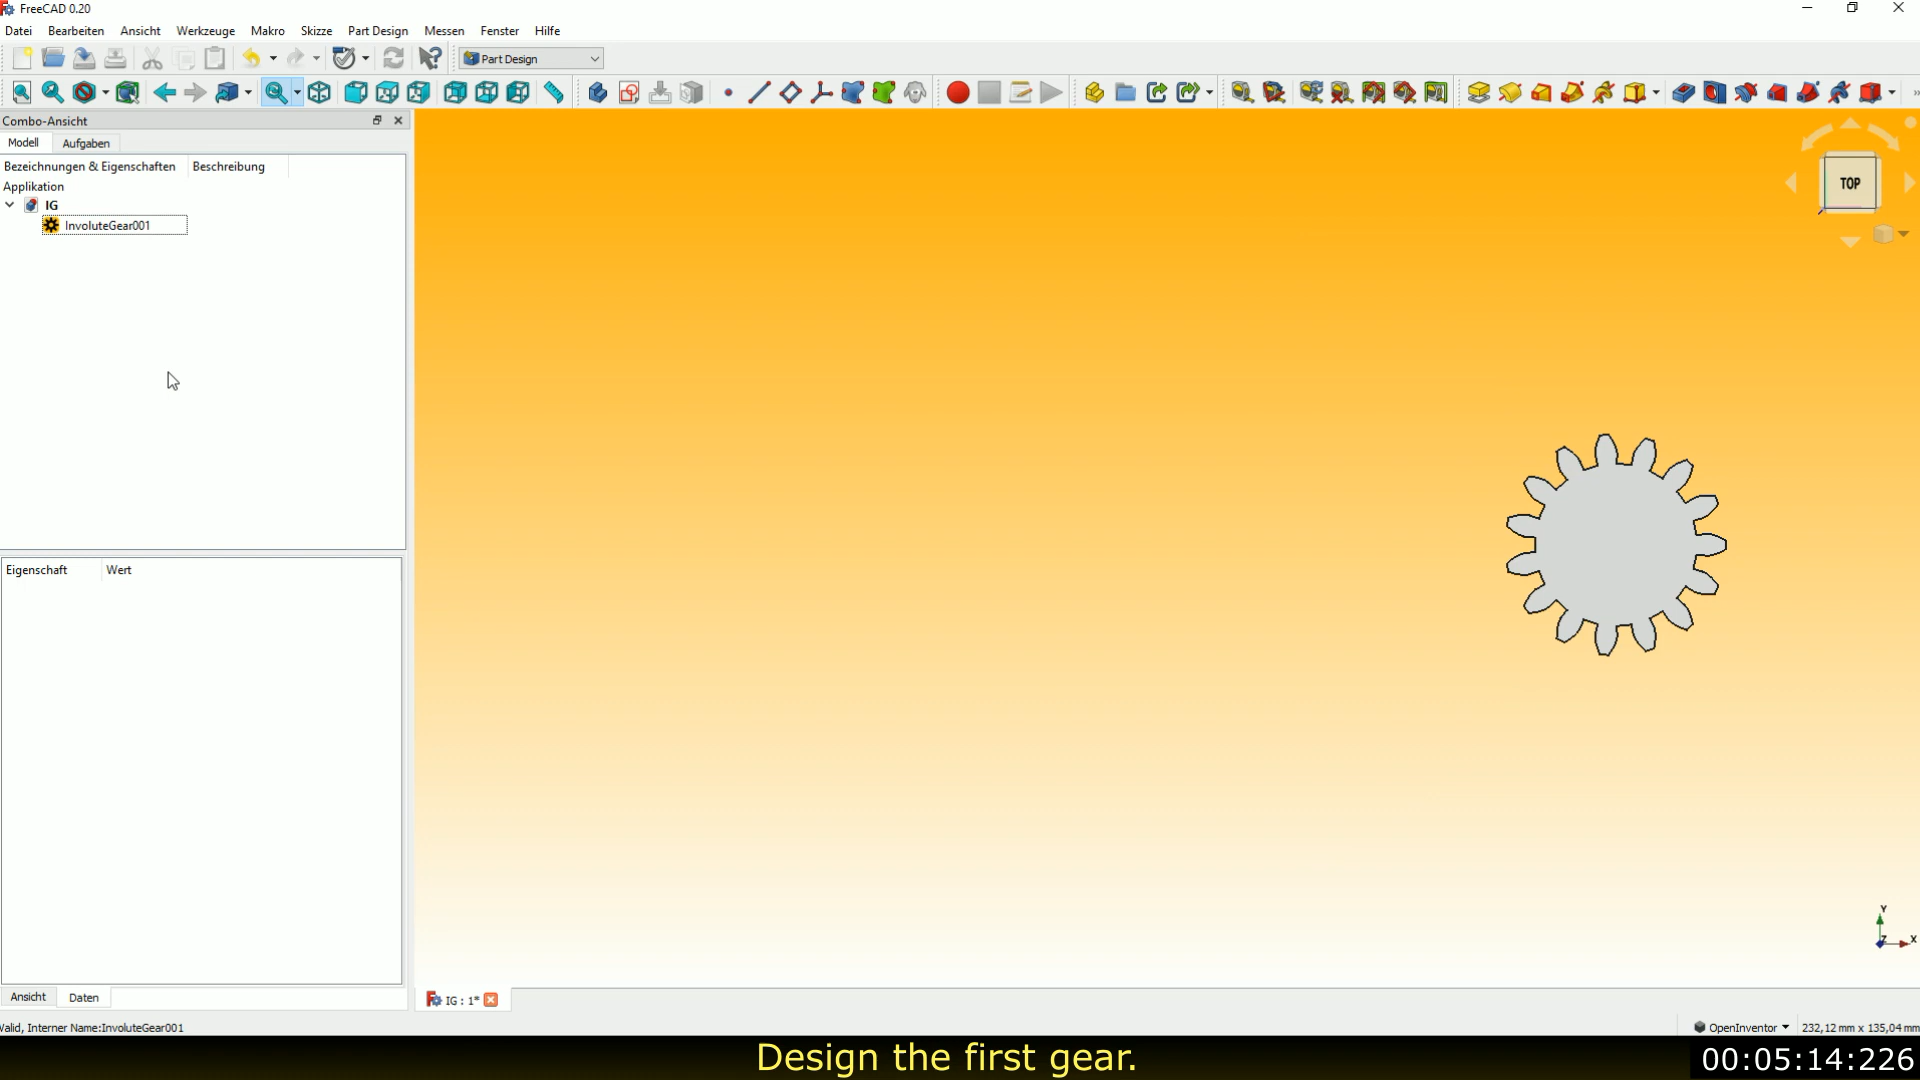 FreeCAD 0.20
Datei Bearbeiten Ansicht Werkzeuge Makro Skizze Part Design Messen Fenster Hilfe
Part Design
Combo-Ansicht
Modell Aufgaben
Bezeichnungen & Eigenschaften Beschreibung
Applikation
IG
InvoluteGear001
TOP
Eigenschaft Wert
Y
Z X
Ansicht Daten
IG : 1*
Valid, Interner Name:InvoluteGear001
OpenInventor 232,12 mm x 135,04 mm
Design the first gear.
00:05:14:226